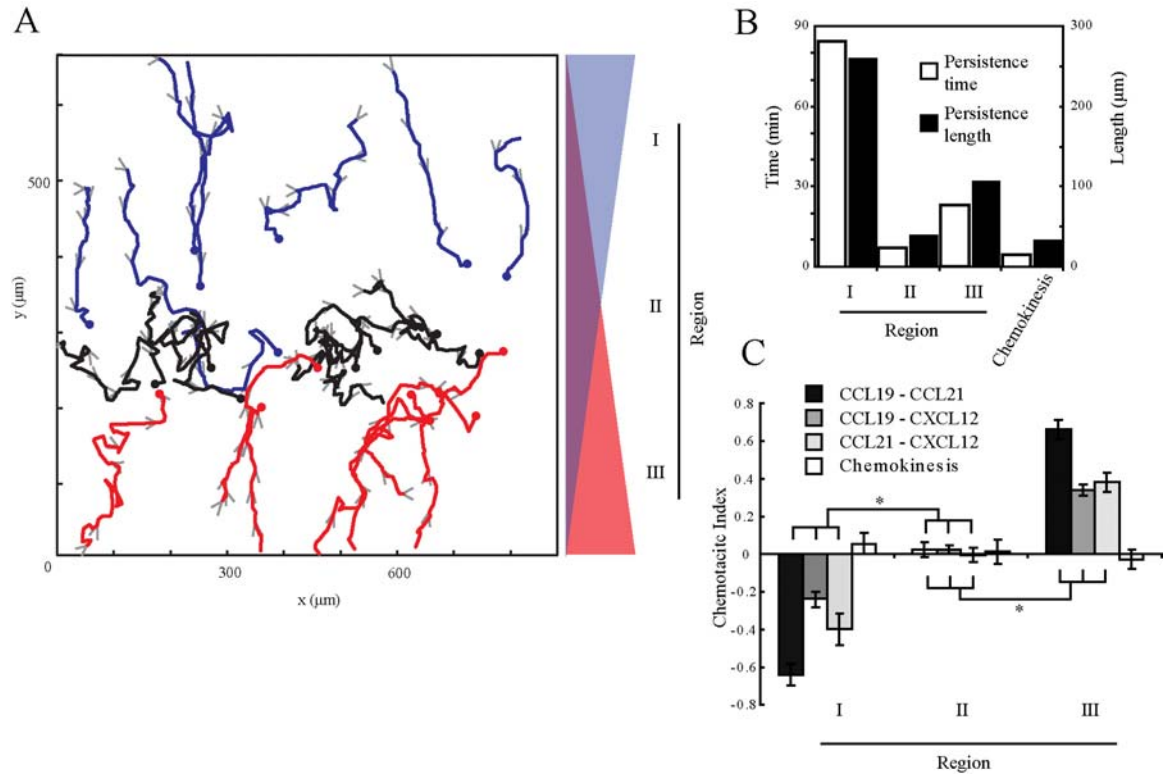 A
500
0
300
600
y (μm)
x (μm)
I
II
III
Region
B
90
60
30
0
Time (min)
300
200
100
0
Length (μm)
Persistence
time
Persistence
length
I
II
III
Region
Chemokinesis
C
CCL19 - CCL21
CCL19 - CXCL12
CCL21 - CXCL12
Chemokinesis
0.8
0.6
0.4
0.2
0
-0.2
-0.4
-0.6
-0.8
Chemotacitc Index
*
*
I
II
III
Region